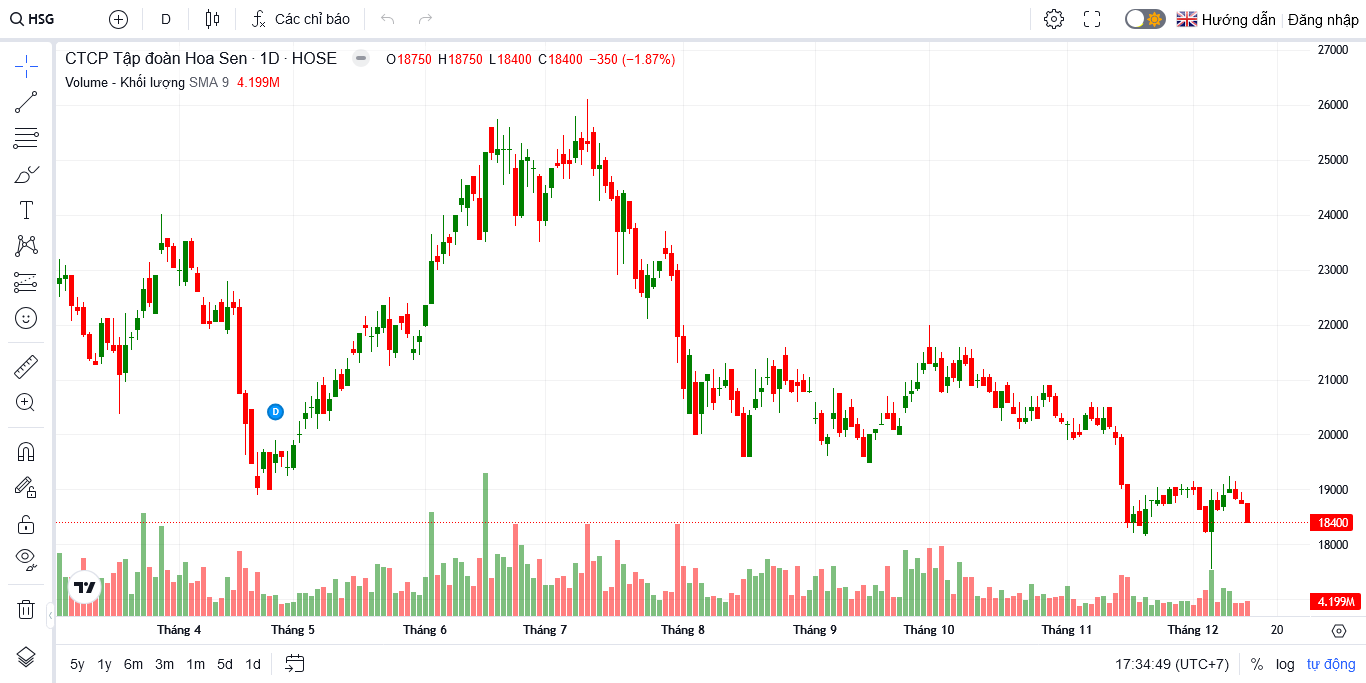 HSG D Các chỉ báo Hướng dẫn Đăng nhập
CTCP Tập đoàn Hoa Sen · 1D · HOSE O18750 H18750 L18400 C18400 −350 (−1.87%)
Volume - Khối lượng SMA 9 4.199M
27000
26000
25000
24000
23000
22000
21000
20000
19000
18400
18000
4.199M
D
Tháng 4 Tháng 5 Tháng 6 Tháng 7 Tháng 8 Tháng 9 Tháng 10 Tháng 11 Tháng 12 20
5y 1y 6m 3m 1m 5d 1d 17:34:49 (UTC+7) % log tự động